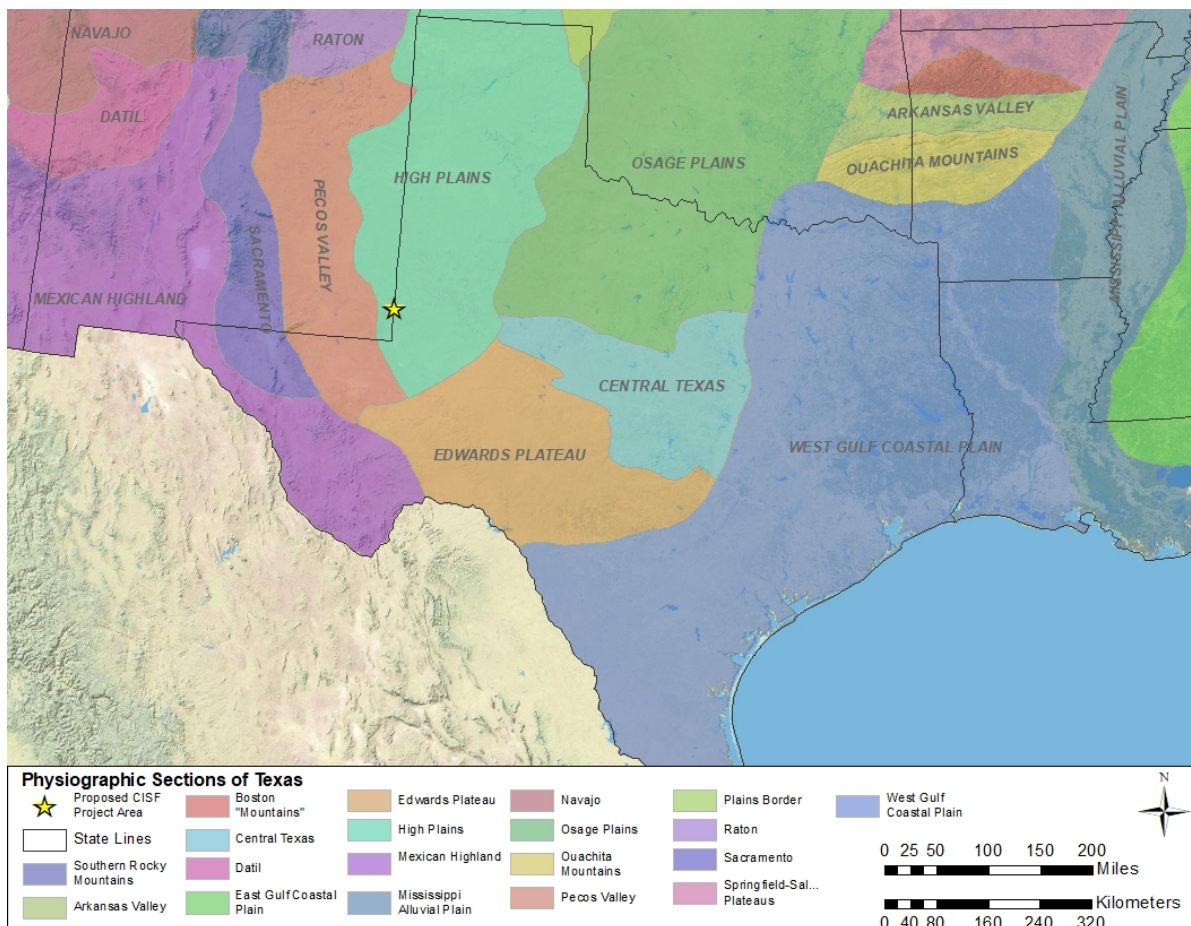 NAVAJO
RATON
DATIL
ARKANSAS VALLEY
MISSISSIPPI ALLUVIAL PLAIN
OUACHITA MOUNTAINS
OSAGE PLAINS
HIGH PLAINS
PECOS VALLEY
SACRAMENTO
MEXICAN HIGHLAND
CENTRAL TEXAS
WEST GULF COASTAL PLAIN
EDWARDS PLATEAU
Physiographic Sections of Texas
Proposed CISF
Project Area
State Lines
Southern Rocky
Mountains
Arkansas Valley
Boston
"Mountains"
Central Texas
Datil
East Gulf Coastal
Plain
Edwards Plateau
High Plains
Mexican Highland
Mississippi
Alluvial Plain
Navajo
Osage Plains
Ouachita
Mountains
Pecos Valley
Plains Border
Raton
Sacramento
Springfield-Sal...
Plateaus
West Gulf
Coastal Plain
N
0 25 50 100 150 200
Miles
Kilometers
0 40 80 160 240 320